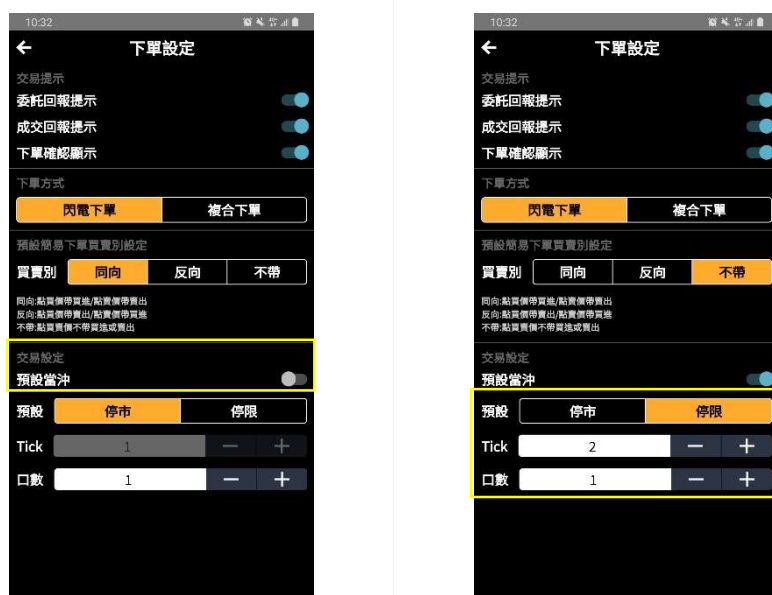 10:32
下單設定
交易提示
委託回報提示
成交回報提示
下單確認顯示
下單方式
閃電下單 複合下單
預設簡易下單買賣別設定
買賣別 同向 反向 不帶
同向:點買價帶買進/點賣價帶賣出
反向:點買價帶賣出/點賣價帶買進
不帶:點買賣價不帶買進或賣出
交易設定
預設當沖
預設 停市 停限
Tick 1 − +
口數 1 − +
10:32
下單設定
交易提示
委託回報提示
成交回報提示
下單確認顯示
下單方式
閃電下單 複合下單
預設簡易下單買賣別設定
買賣別 同向 反向 不帶
同向:點買價帶買進/點賣價帶賣出
反向:點買價帶賣出/點賣價帶買進
不帶:點買賣價不帶買進或賣出
交易設定
預設當沖
預設 停市 停限
Tick 2 − +
口數 1 − +